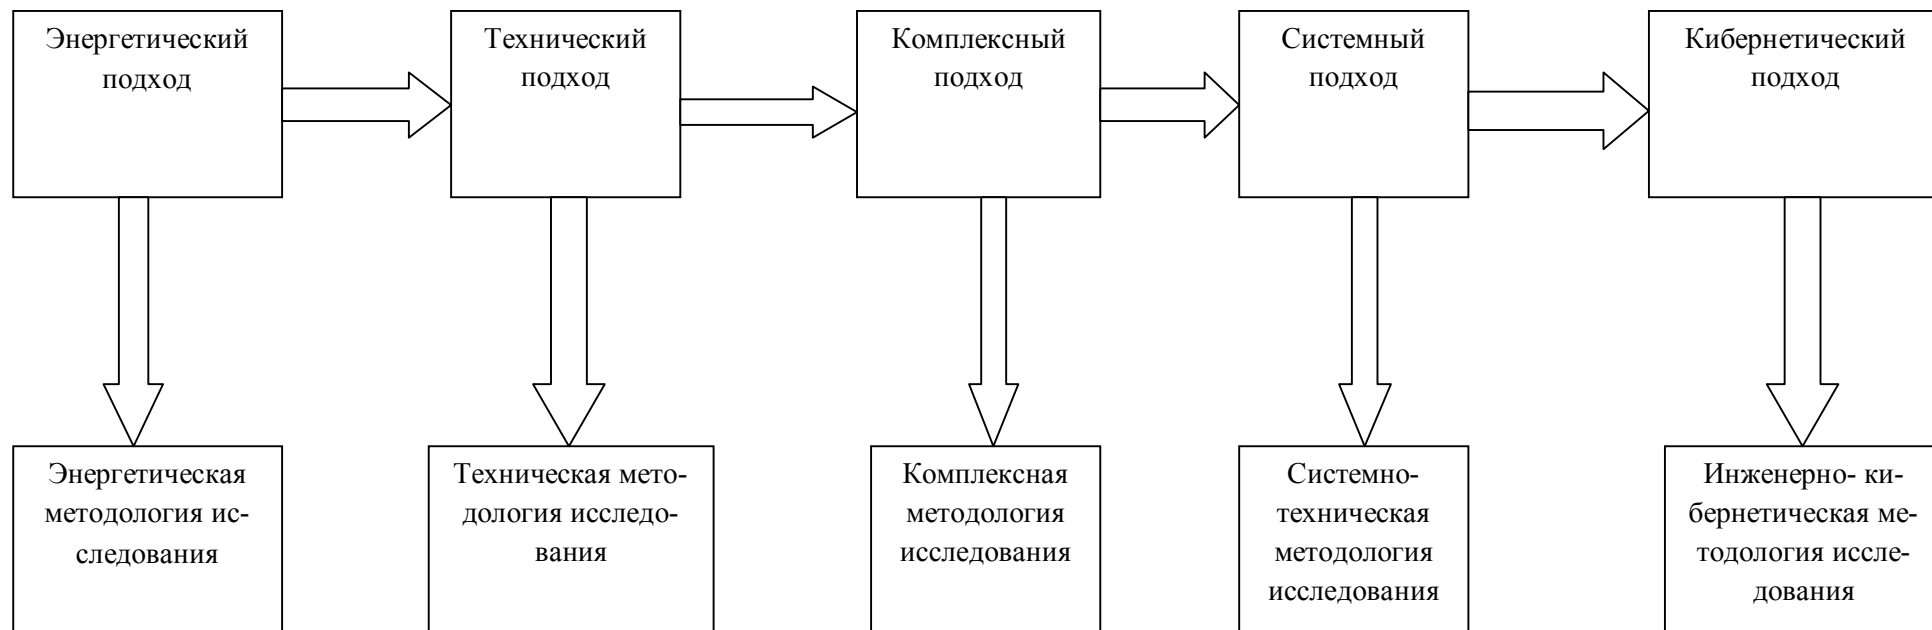 Энергетический
подход
Технический
подход
Комплексный
подход
Системный
подход
Кибернетический
подход
Энергетическая
методология ис-
следования
Техническая мето-
дология исследо-
вания
Комплексная
методология
исследования
Системно-
техническая
методология
исследования
Инженерно- ки-
бернетическая ме-
тодология иссле-
дования